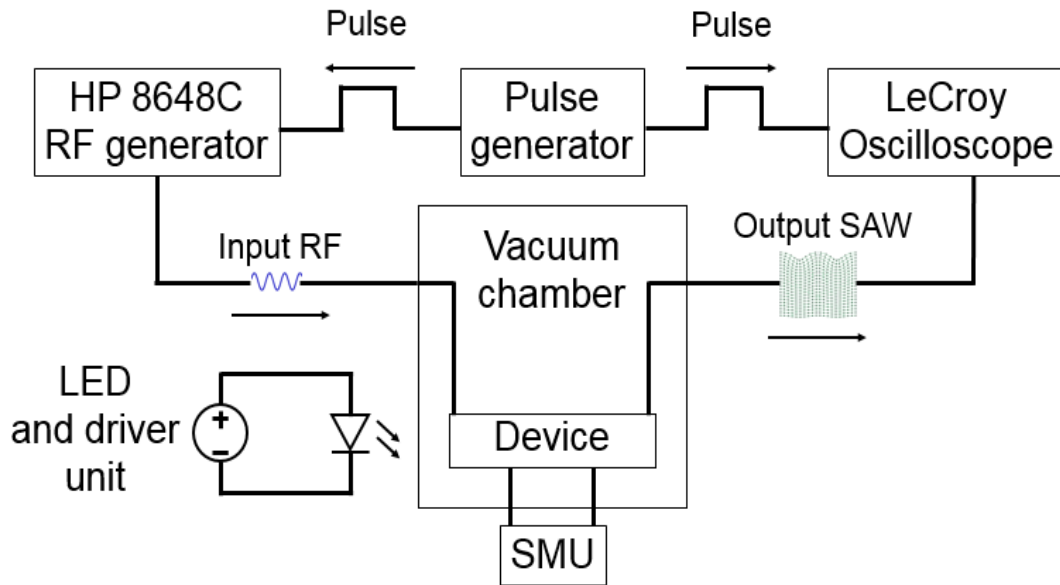 Pulse
Pulse
HP 8648C
RF generator
Pulse
generator
LeCroy
Oscilloscope
Input RF
Vacuum
chamber
Output SAW
LED
and driver
unit
Device
SMU